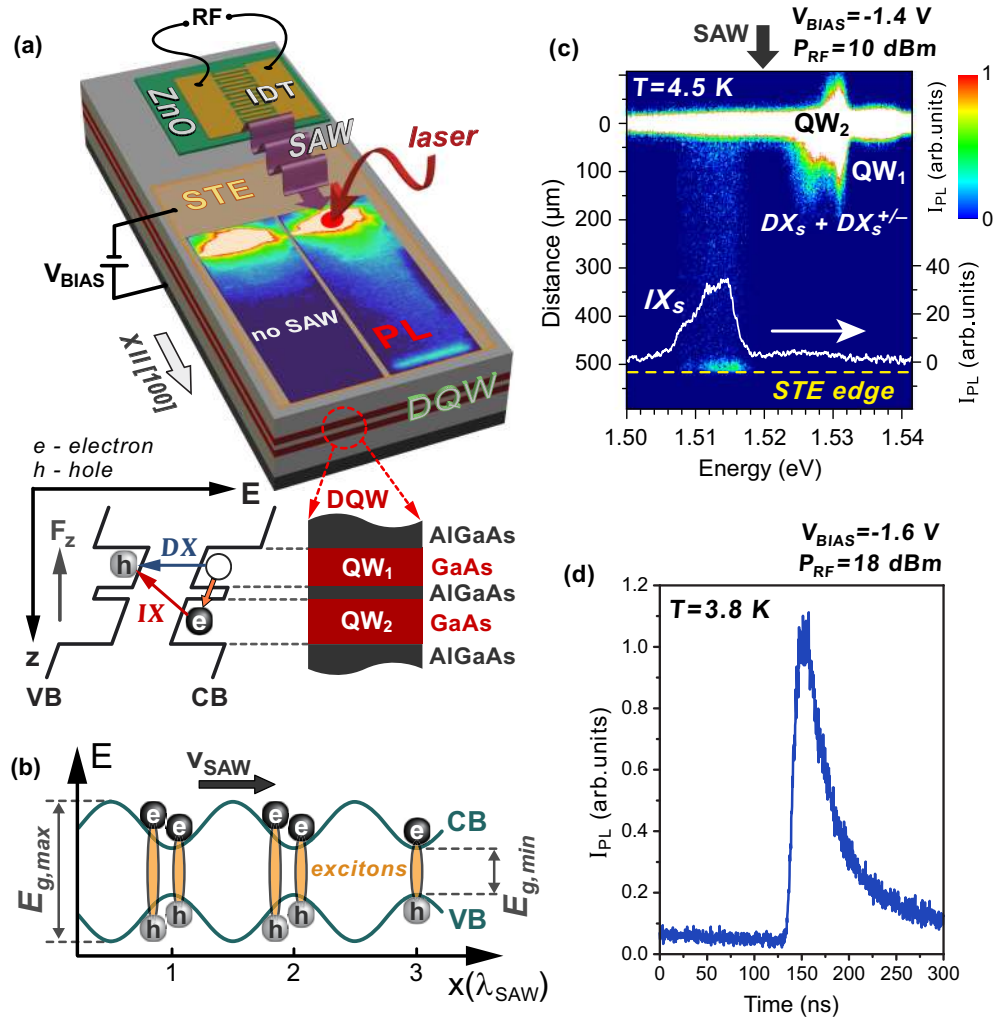 (a)
RF
ZnO
IDT
SAW
laser
STE
V_BIAS
no SAW
PL
X II [100]
DQW
e - electron
h - hole
E
F_z
z
h
DX
IX
e
VB
CB
DQW
AlGaAs
QW₁
GaAs
AlGaAs
QW₂
GaAs
AlGaAs
(b)
E
v_SAW
e
e
e
e
e
CB
E_g,max
excitons
E_g,min
h
h
h
h
h
VB
1
2
3
x(λ_SAW)
(c)
SAW
V_BIAS=-1.4 V
P_RF=10 dBm
T=4.5 K
QW₂
QW₁
DX_s + DX_s^+/−
IX_s
STE edge
0
100
200
300
400
500
Distance (µm)
1.50
1.51
1.52
1.53
1.54
Energy (eV)
1
0
I_PL (arb.units)
40
20
0
I_PL (arb.units)
(d)
V_BIAS=-1.6 V
P_RF=18 dBm
T=3.8 K
1.2
1.0
0.8
0.6
0.4
0.2
0.0
I_PL (arb.units)
0
50
100
150
200
250
300
Time (ns)